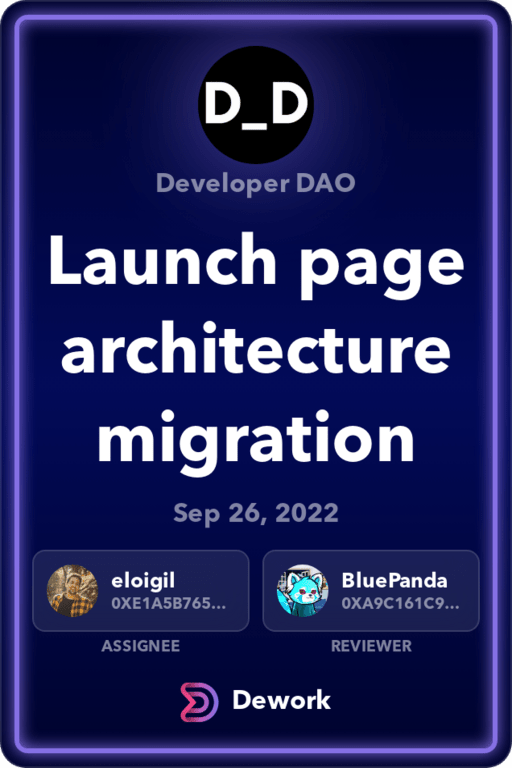 D_D
Developer DAO
Launch page
architecture
migration
Sep 26, 2022
eloigil
0XE1A5B765...
BluePanda
0XA9C161C9...
ASSIGNEE
REVIEWER
Dework